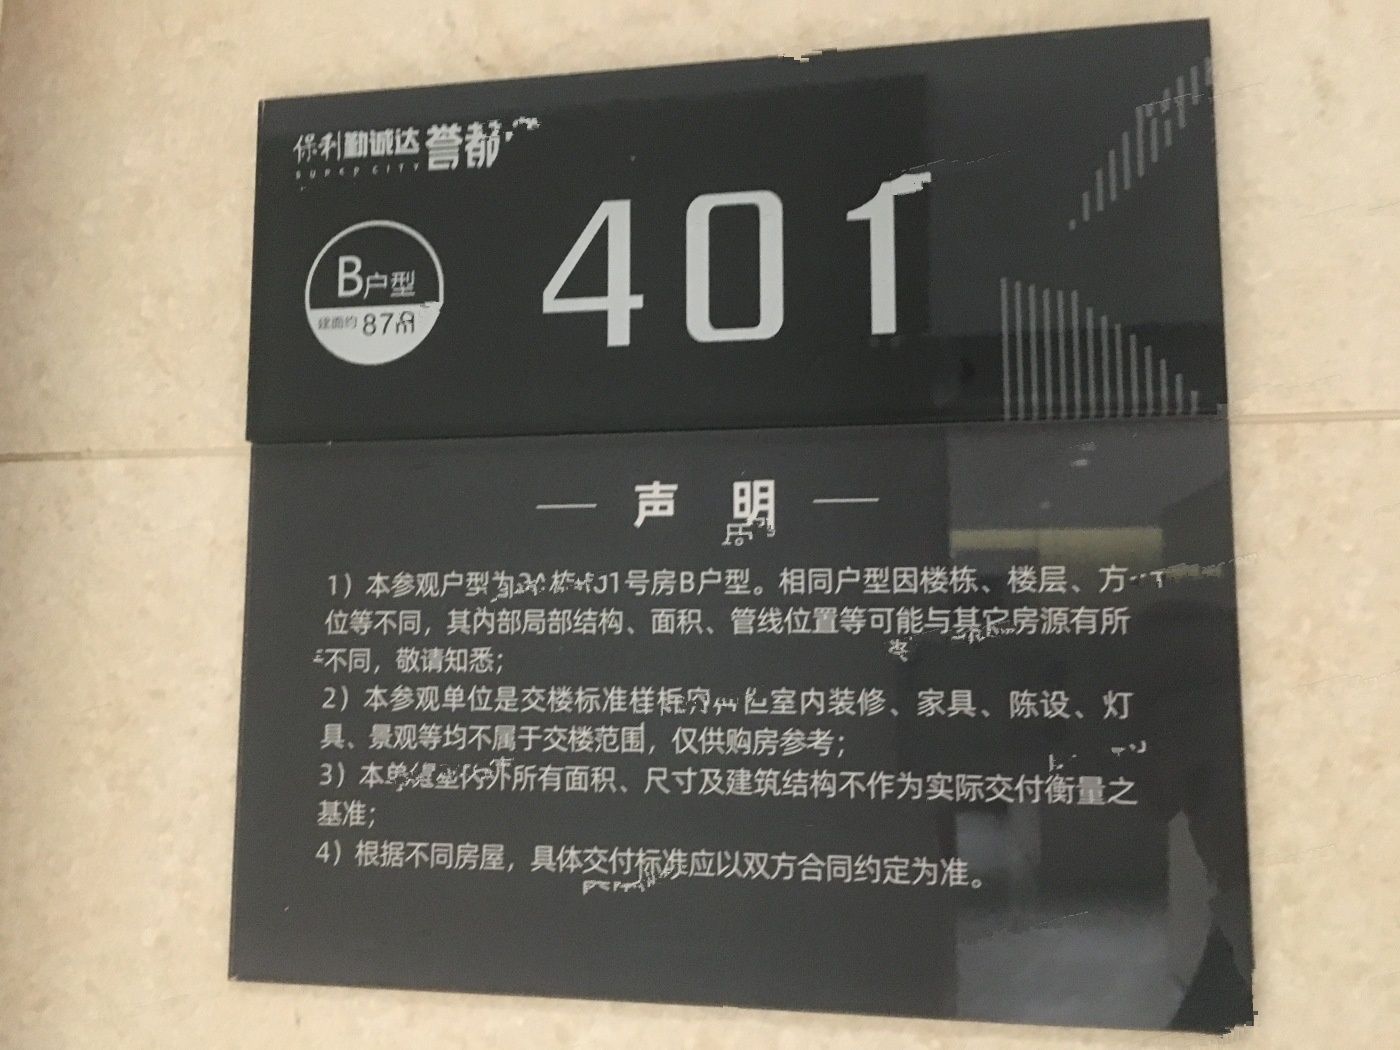 保利勤诚达 誉都
SUPER CITY
401
B户型
建面约 87㎡
声 明
1）本参观户型为 栋 01号房B户型。相同户型因楼栋、楼层、方
位等不同，其内部局部结构、面积、管线位置等可能与其它房源有所
不同，敬请知悉；
2）本参观单位是交楼标准样板房， 室内装修、家具、陈设、灯
具、景观等均不属于交楼范围，仅供购房参考；
3）本单 室内外所有面积、尺寸及建筑结构不作为实际交付衡量之
基准；
4）根据不同房屋，具体交付标准应以双方合同约定为准。